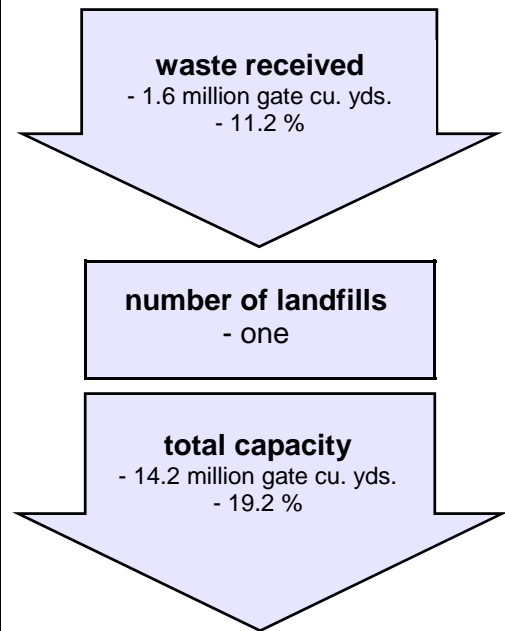 waste received
- 1.6 million gate cu. yds.
- 11.2 %
number of landfills
- one
total capacity
- 14.2 million gate cu. yds.
- 19.2 %